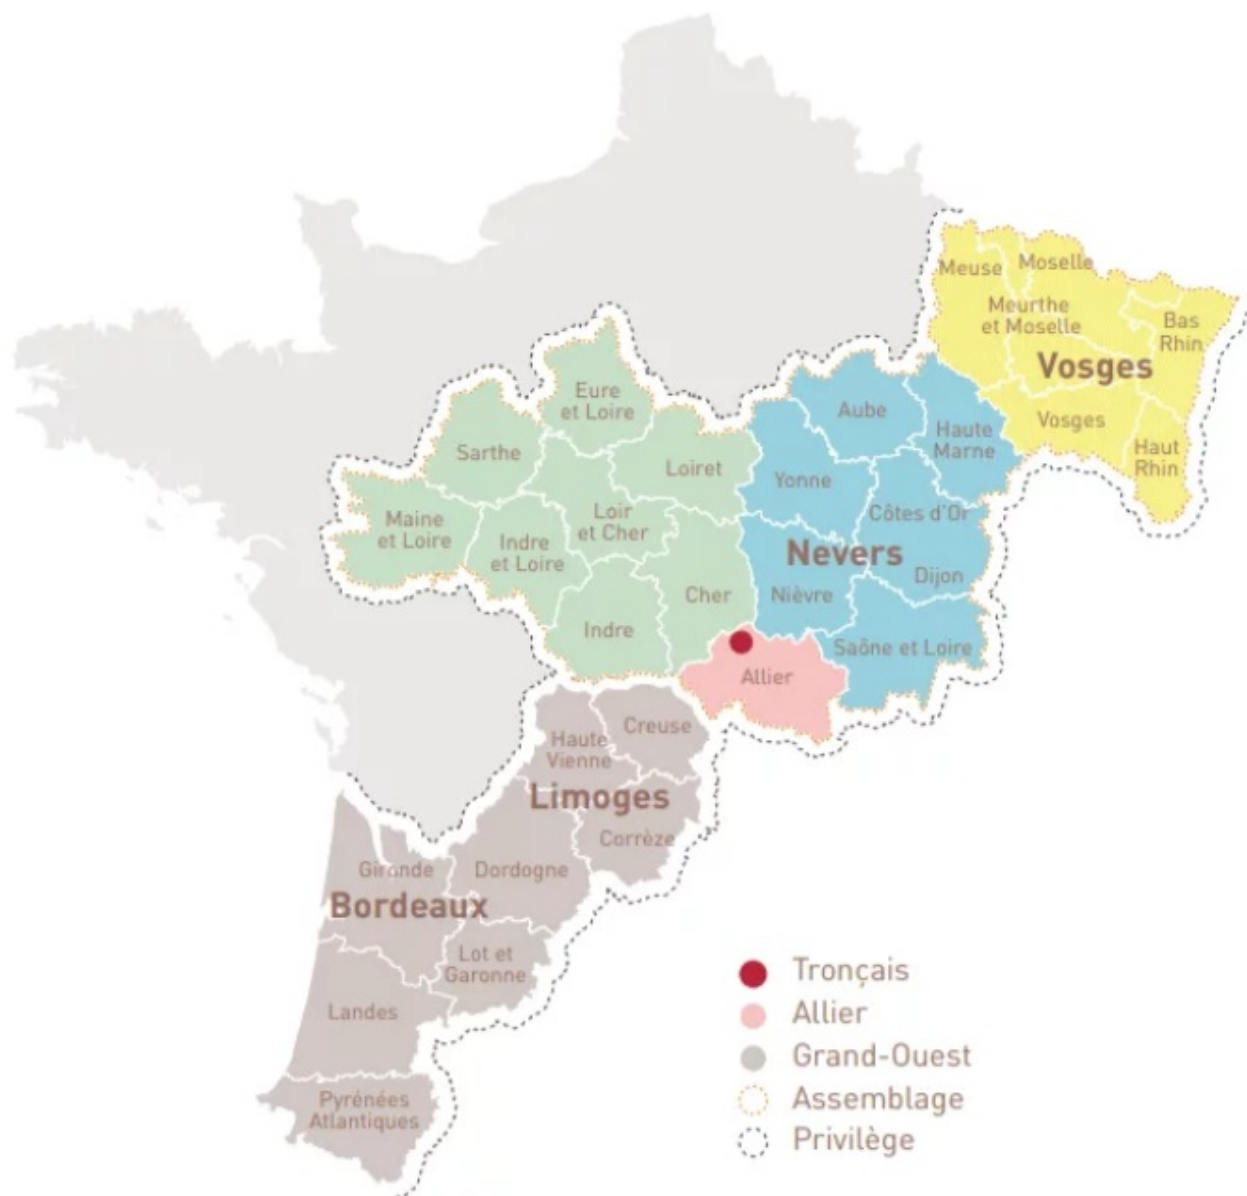 Meuse
Moselle
Meurthe
et Moselle
Bas
Rhin
Vosges
Vosges
Haut
Rhin
Eure
et Loire
Aube
Haute
Marne
Sarthe
Loiret
Yonne
Maine
et Loire
Loir
et Cher
Côtes d'Or
Indre
et Loire
Nevers
Dijon
Cher
Nièvre
Indre
Saône et Loire
Allier
Creuse
Haute
Vienne
Limoges
Corrèze
Gironde
Dordogne
Bordeaux
Lot et
Garonne
Landes
Pyrénées
Atlantiques
Tronçais
Allier
Grand-Ouest
Assemblage
Privilège